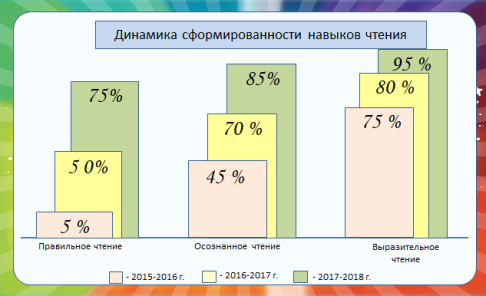 Динамика сформированности навыков чтения
95 %
85%
80 %
75%
75 %
70 %
5 0%
45 %
5 %
Правильное чтение
Осознанное чтение
Выразительное
чтение
- 2015-2016 г.
- 2016-2017 г.
- 2017-2018 г.